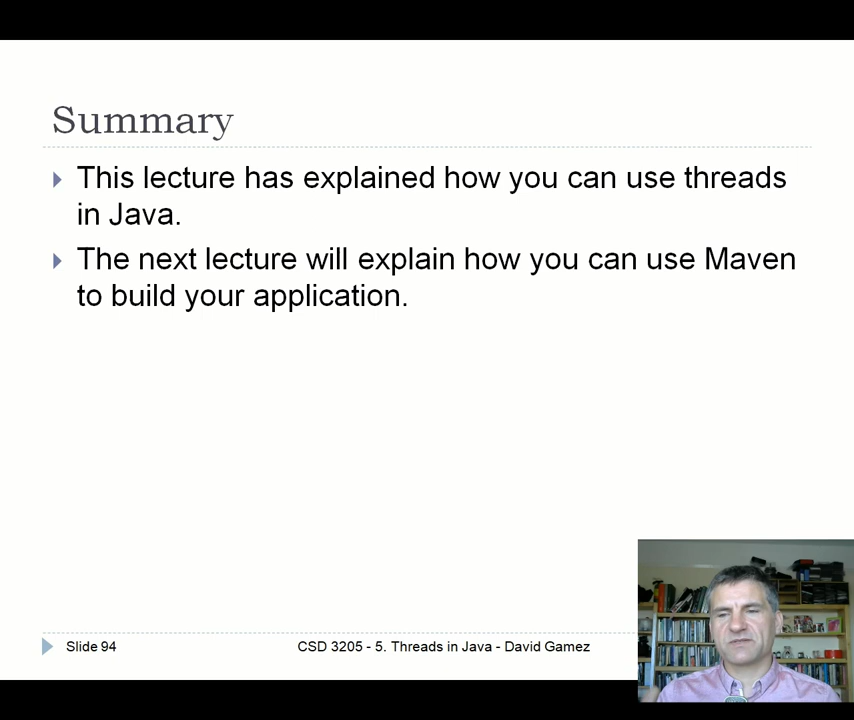 Summary
This lecture has explained how you can use threads
in Java.
The next lecture will explain how you can use Maven
to build your application.
Slide 94
CSD 3205 - 5. Threads in Java - David Gamez